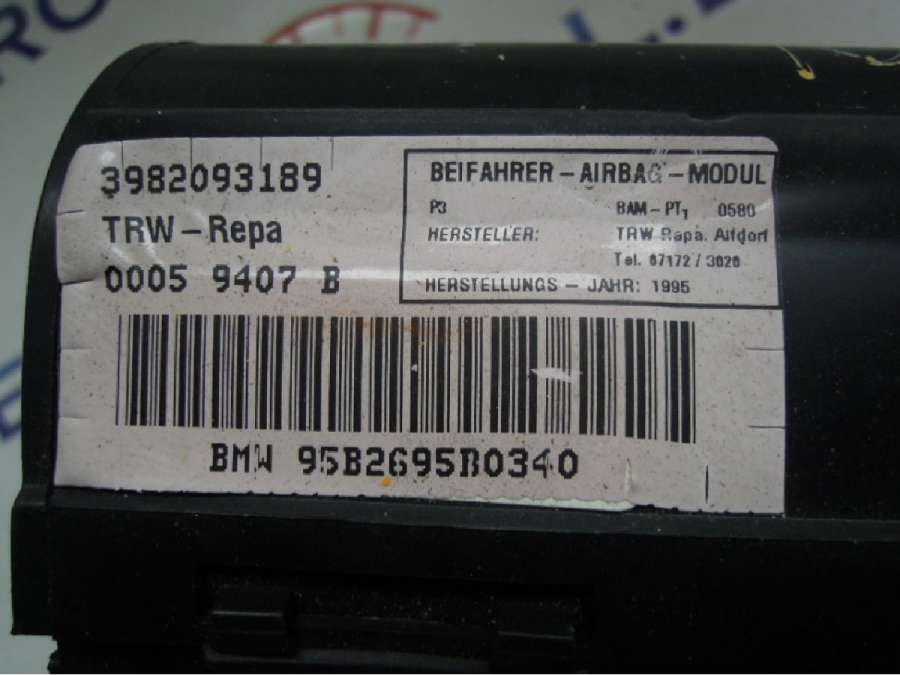 3982093189
TRW-Repa
0005 9407 B
BEIFAHRER-AIRBAG-MODUL
P3 BAM-PT1 0580
HERSTELLER: TRW Repa. Alfdorf
Tel. 07172/3020
HERSTELLUNGS-JAHR: 1995
BMW 95B2695B0340